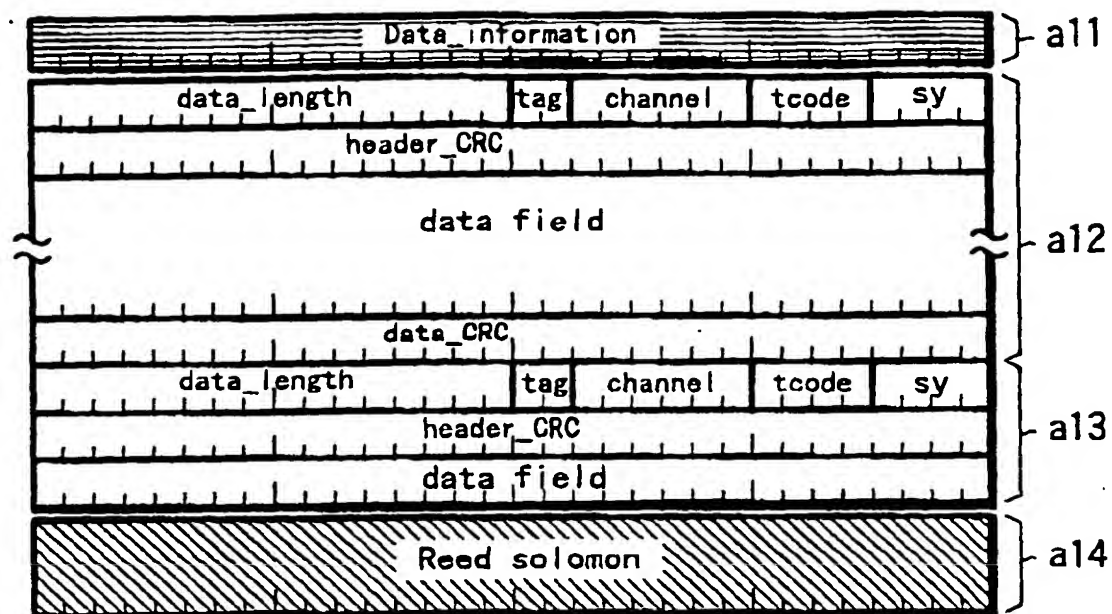 Data_information a11
data_length tag channel tcode sy
header_CRC
data field
a12
data_CRC
data_length tag channel tcode sy
header_CRC a13
data field
Reed solomon a14